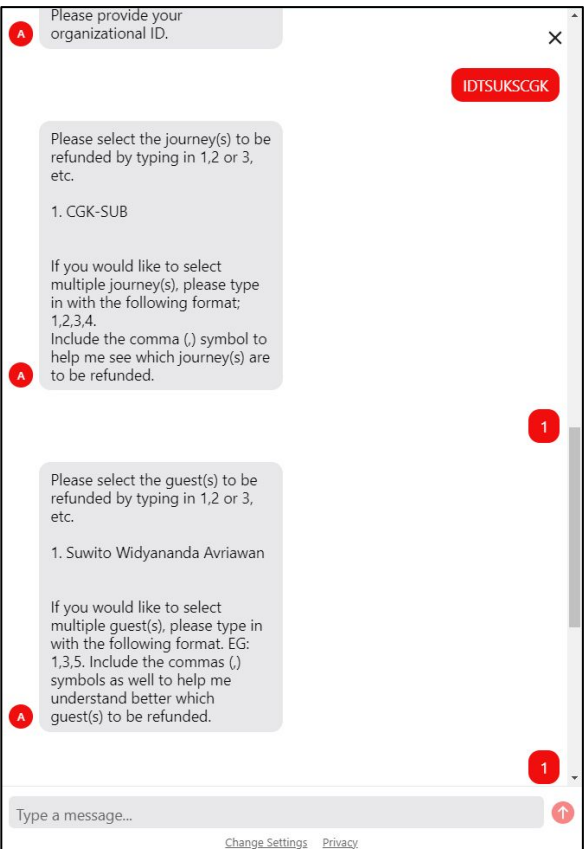 Please provide your
organizational ID.
A
IDTSUKSCGK
Please select the journey(s) to be
refunded by typing in 1,2 or 3,
etc.
1. CGK-SUB
If you would like to select
multiple journey(s), please type
in with the following format;
1,2,3,4.
Include the comma (,) symbol to
help me see which journey(s) are
to be refunded.
A
1
Please select the guest(s) to be
refunded by typing in 1,2 or 3,
etc.
1. Suwito Widyananda Avriawan
If you would like to select
multiple guest(s), please type in
with the following format. EG:
1,3,5. Include the commas (,)
symbols as well to help me
understand better which
guest(s) to be refunded.
A
1
Type a message...
Change Settings Privacy